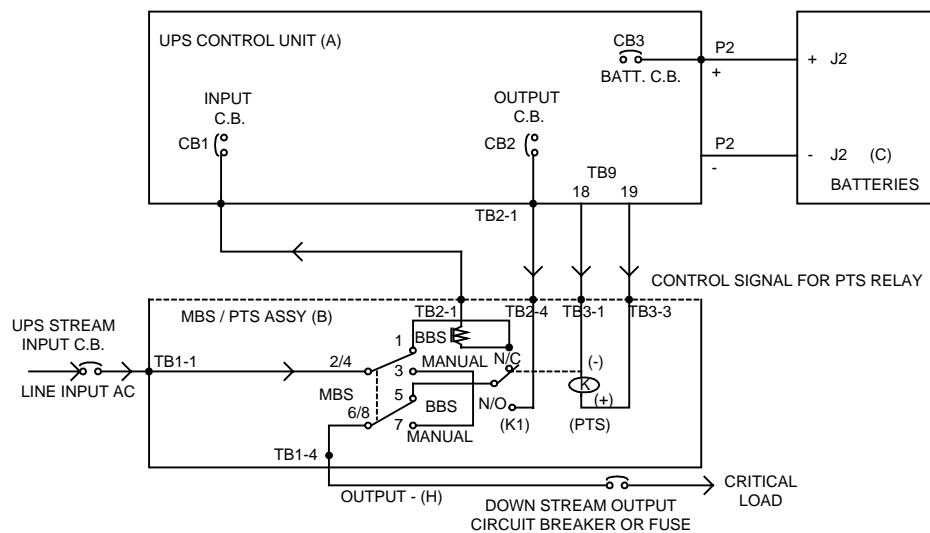 UPS CONTROL UNIT (A)
CB3
BATT. C.B.
P2
+
+ J2
INPUT
C.B.
CB1
OUTPUT
C.B.
CB2
P2
-
- J2 (C)
BATTERIES
TB9
18 19
TB2-1
CONTROL SIGNAL FOR PTS RELAY
MBS / PTS ASSY (B)
TB2-1
TB2-4
TB3-1
TB3-3
UPS STREAM
INPUT C.B.
LINE INPUT AC
TB1-1
2/4
1
BBS
3
MANUAL
N/C
(-)
K
(+)
MBS
6/8
5
BBS
7
MANUAL
N/O
(K1)
(PTS)
TB1-4
OUTPUT - (H)
DOWN STREAM OUTPUT
CIRCUIT BREAKER OR FUSE
CRITICAL
LOAD